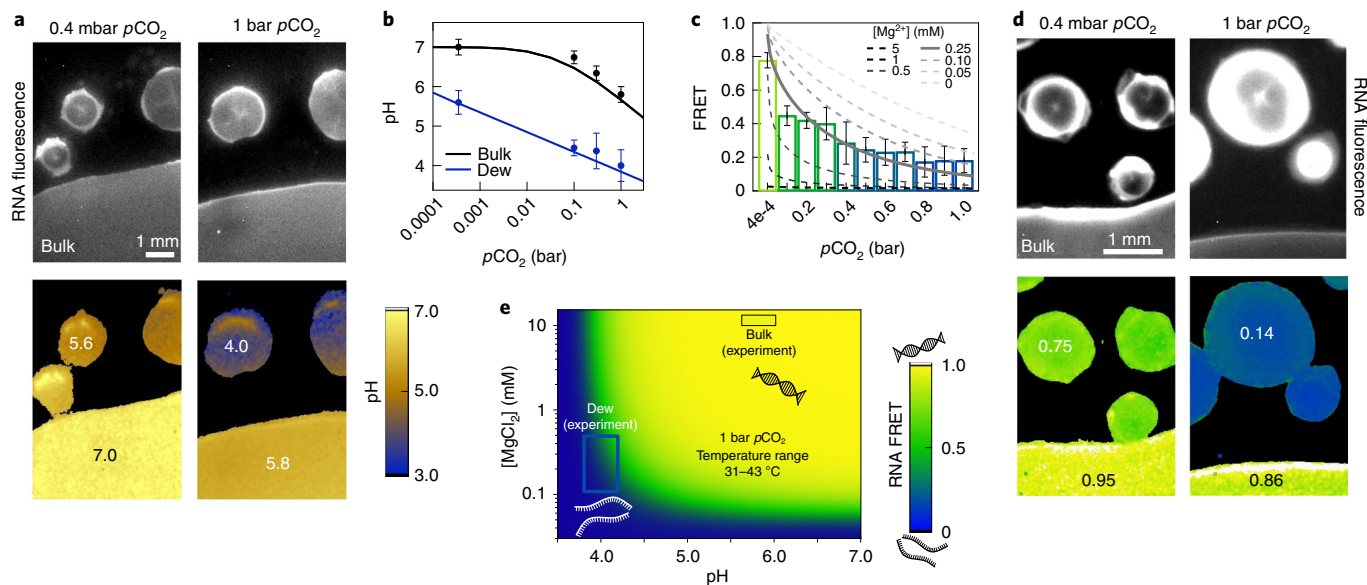 a
0.4 mbar pCO₂
1 bar pCO₂
RNA fluorescence
Bulk
1 mm
5.6
4.0
7.0
5.8
7.0
5.0
3.0
pH
b
7
6
5
4
pH
Bulk
Dew
0.0001
0.001
0.01
0.1
1
pCO₂ (bar)
c
1.0
0.8
0.6
0.4
0.2
0
FRET
[Mg²⁺] (mM)
5
1
0.5
0.25
0.10
0.05
0
4e-4
0.2
0.4
0.6
0.8
1.0
pCO₂ (bar)
d
0.4 mbar pCO₂
1 bar pCO₂
RNA fluorescence
Bulk
1 mm
0.75
0.14
0.95
0.86
e
10
1
0.1
[MgCl₂] (mM)
Bulk
(experiment)
Dew
(experiment)
1 bar pCO₂
Temperature range
31–43 °C
4.0
5.0
6.0
7.0
pH
1.0
0.5
0
RNA FRET